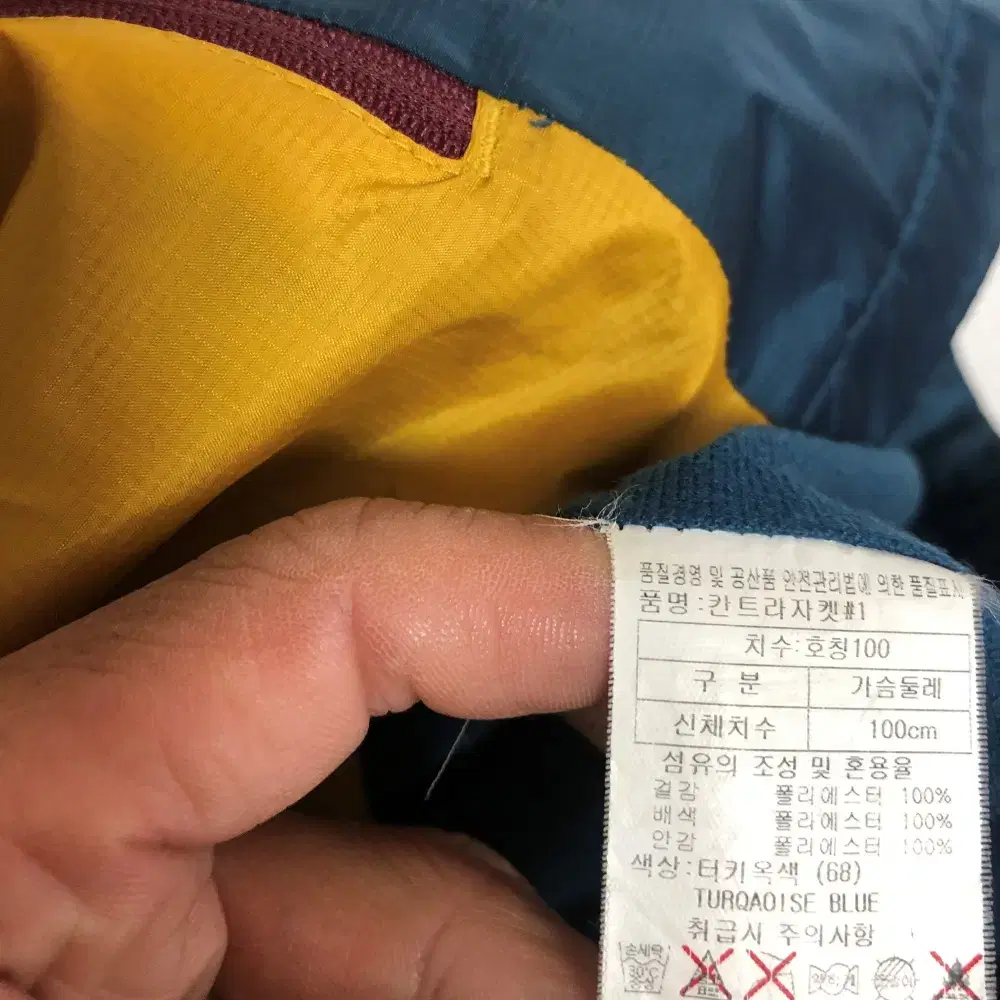 품질경영 및 공산품 안전관리법에 의한 품질표시
품명:칸트라자켓#1
치수:호칭100
구 분 가슴둘레
신체치수 100cm
섬유의 조성 및 혼용율
겉감 폴리에스터 100%
배색 폴리에스터 100%
안감 폴리에스터 100%
색상:터키옥색 (68)
TURQAOISE BLUE
취급시 주의사항
손세탁
30°C